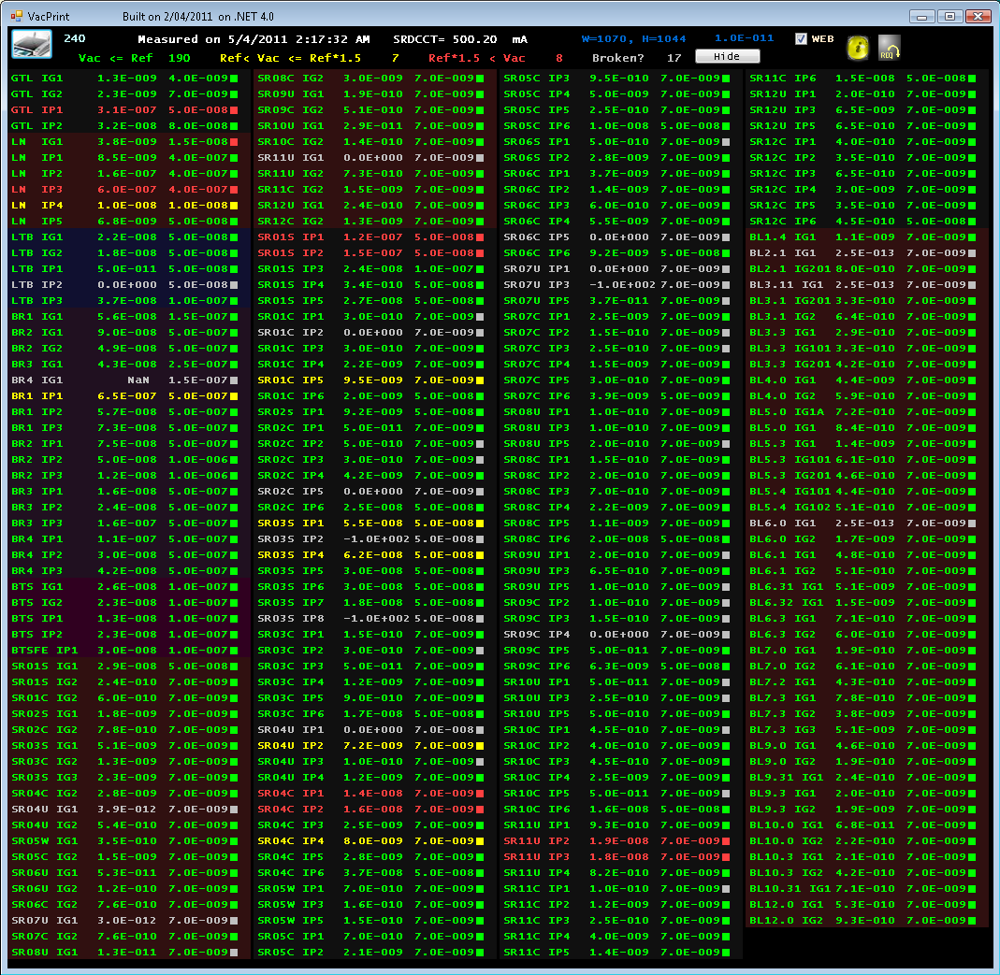 VacPrint Built on 2/04/2011 on .NET 4.0
240 Measured on 5/4/2011 2:17:32 AM SRDCCT= 500.20 mA W=1070, H=1044 1.0E-011 WEB
REQ
Vac <= Ref 190 Ref< Vac <= Ref*1.5 7 Ref*1.5 < Vac 8 Broken? 17 Hide
GTL IG1 1.3E-009 4.0E-009
GTL IG2 2.3E-009 7.0E-009
GTL IP1 3.1E-007 5.0E-008
GTL IP2 3.2E-008 8.0E-008
LN IG1 3.8E-009 1.5E-008
LN IP1 8.5E-009 4.0E-007
LN IP2 1.6E-007 4.0E-007
LN IP3 6.0E-007 4.0E-007
LN IP4 1.0E-008 1.0E-008
LN IP5 6.8E-009 5.0E-008
LTB IG1 2.2E-008 5.0E-008
LTB IG2 1.8E-008 5.0E-008
LTB IP1 5.0E-011 5.0E-008
LTB IP2 0.0E+000 5.0E-008
LTB IP3 3.7E-008 1.0E-007
BR1 IG1 5.6E-008 1.5E-007
BR2 IG1 9.0E-008 5.0E-007
BR2 IG2 4.9E-008 5.0E-007
BR3 IG1 4.3E-008 2.5E-007
BR4 IG1 NaN 1.5E-007
BR1 IP1 6.5E-007 5.0E-007
BR1 IP2 5.7E-008 5.0E-007
BR1 IP3 7.3E-008 5.0E-007
BR2 IP1 7.5E-008 5.0E-007
BR2 IP2 5.0E-008 1.0E-006
BR2 IP3 1.2E-008 1.0E-006
BR3 IP1 1.6E-008 5.0E-007
BR3 IP2 2.4E-008 5.0E-007
BR3 IP3 1.6E-007 5.0E-007
BR4 IP1 1.1E-007 5.0E-007
BR4 IP2 3.0E-008 5.0E-007
BR4 IP3 4.2E-008 5.0E-007
BTS IG1 2.6E-008 1.0E-007
BTS IG2 2.3E-008 1.0E-007
BTS IP1 1.3E-008 1.0E-007
BTS IP2 2.3E-008 1.0E-007
BTSFE IP1 3.0E-008 1.0E-007
SR01S IG1 2.9E-008 5.0E-008
SR01S IG2 2.4E-010 7.0E-009
SR01C IG2 6.0E-010 7.0E-009
SR02S IG1 1.8E-009 7.0E-009
SR02C IG2 7.8E-010 7.0E-009
SR03S IG1 5.1E-009 7.0E-009
SR03C IG2 1.3E-009 7.0E-009
SR03S IG3 2.3E-009 7.0E-009
SR04C IG2 2.8E-009 7.0E-009
SR04U IG1 3.9E-012 7.0E-009
SR04U IG2 5.4E-010 7.0E-009
SR05W IG1 3.5E-010 7.0E-009
SR05C IG2 1.5E-009 7.0E-009
SR06U IG1 5.3E-011 7.0E-009
SR06U IG2 1.2E-010 7.0E-009
SR06C IG2 7.6E-010 7.0E-009
SR07U IG1 3.0E-012 7.0E-009
SR07C IG2 7.6E-010 7.0E-009
SR08U IG1 1.3E-011 7.0E-009
SR08C IG2 3.0E-009 7.0E-009
SR09U IG1 1.9E-010 7.0E-009
SR09C IG2 5.1E-010 7.0E-009
SR10U IG1 2.9E-011 7.0E-009
SR10C IG2 1.4E-010 7.0E-009
SR11U IG1 0.0E+000 7.0E-009
SR11U IG2 7.3E-010 7.0E-009
SR11C IG2 1.5E-009 7.0E-009
SR12U IG1 2.4E-010 7.0E-009
SR12C IG2 1.3E-009 7.0E-009
SR01S IP1 1.2E-007 5.0E-008
SR01S IP2 1.5E-007 5.0E-008
SR01S IP3 2.4E-008 1.0E-007
SR01S IP4 3.4E-010 5.0E-008
SR01S IP5 2.7E-008 5.0E-008
SR01C IP1 3.0E-010 7.0E-009
SR01C IP2 0.0E+000 7.0E-009
SR01C IP3 3.0E-010 7.0E-009
SR01C IP4 2.2E-009 7.0E-009
SR01C IP5 9.5E-009 7.0E-009
SR01C IP6 2.0E-009 5.0E-008
SR02s IP1 9.2E-009 5.0E-008
SR02C IP1 5.0E-011 7.0E-009
SR02C IP2 5.0E-010 7.0E-009
SR02C IP3 3.0E-010 7.0E-009
SR02C IP4 4.2E-009 7.0E-009
SR02C IP5 0.0E+000 7.0E-009
SR02C IP6 2.5E-008 5.0E-008
SR03S IP1 5.5E-008 5.0E-008
SR03S IP2 -1.0E+002 5.0E-008
SR03S IP4 6.2E-008 5.0E-008
SR03S IP5 3.0E-008 5.0E-008
SR03S IP6 3.0E-008 5.0E-008
SR03S IP7 1.8E-008 5.0E-008
SR03S IP8 -1.0E+002 5.0E-008
SR03C IP1 1.5E-010 7.0E-009
SR03C IP2 3.0E-010 7.0E-009
SR03C IP3 5.0E-011 7.0E-009
SR03C IP4 1.2E-009 7.0E-009
SR03C IP5 9.0E-010 7.0E-009
SR03C IP6 1.7E-008 5.0E-008
SR04U IP1 0.0E+000 7.0E-009
SR04U IP2 7.2E-009 7.0E-009
SR04U IP3 1.0E-010 7.0E-009
SR04U IP4 1.2E-009 7.0E-009
SR04C IP1 1.4E-008 7.0E-009
SR04C IP2 1.6E-008 7.0E-009
SR04C IP3 2.5E-009 7.0E-009
SR04C IP4 8.0E-009 7.0E-009
SR04C IP5 2.8E-009 7.0E-009
SR04C IP6 3.7E-008 5.0E-008
SR05W IP1 7.0E-010 7.0E-009
SR05W IP3 1.6E-010 7.0E-009
SR05W IP5 1.5E-010 7.0E-009
SR05C IP1 7.0E-010 7.0E-009
SR05C IP2 2.1E-009 7.0E-009
SR05C IP3 9.5E-010 7.0E-009
SR05C IP5 2.5E-010 7.0E-009
SR05C IP6 1.0E-008 5.0E-008
SR06S IP1 5.0E-010 7.0E-009
SR06S IP2 2.8E-009 7.0E-009
SR06C IP1 3.7E-009 7.0E-009
SR06C IP2 1.4E-009 7.0E-009
SR06C IP3 6.0E-010 7.0E-009
SR06C IP4 5.5E-009 7.0E-009
SR06C IP5 0.0E+000 7.0E-009
SR06C IP6 9.2E-009 5.0E-008
SR07U IP1 0.0E+000 7.0E-009
SR07U IP3 -1.0E+002 7.0E-009
SR07U IP5 3.7E-011 7.0E-009
SR07C IP1 2.5E-009 7.0E-009
SR07C IP2 1.5E-010 7.0E-009
SR07C IP3 2.5E-010 7.0E-009
SR07C IP4 1.5E-009 7.0E-009
SR07C IP5 3.0E-010 7.0E-009
SR07C IP6 3.9E-009 5.0E-008
SR08U IP1 1.0E-010 7.0E-009
SR08U IP3 1.0E-010 7.0E-009
SR08U IP5 2.0E-010 7.0E-009
SR08C IP1 1.5E-010 7.0E-009
SR08C IP2 2.0E-010 7.0E-009
SR08C IP3 7.0E-010 7.0E-009
SR08C IP4 2.2E-009 7.0E-009
SR08C IP5 1.1E-009 7.0E-009
SR08C IP6 2.0E-008 5.0E-008
SR09U IP1 2.0E-010 7.0E-009
SR09U IP3 6.5E-010 7.0E-009
SR09U IP5 1.0E-010 7.0E-009
SR09C IP2 1.0E-010 7.0E-009
SR09C IP3 1.5E-010 7.0E-009
SR09C IP4 0.0E+000 7.0E-009
SR09C IP5 5.0E-011 7.0E-009
SR09C IP6 6.3E-009 5.0E-008
SR10U IP1 5.0E-011 7.0E-009
SR10U IP3 2.5E-010 7.0E-009
SR10U IP5 5.0E-010 7.0E-009
SR10C IP1 4.5E-010 7.0E-009
SR10C IP2 4.0E-010 7.0E-009
SR10C IP3 4.5E-010 7.0E-009
SR10C IP4 2.5E-009 7.0E-009
SR10C IP5 5.0E-011 7.0E-009
SR10C IP6 1.6E-008 5.0E-008
SR11U IP1 9.3E-010 7.0E-009
SR11U IP2 1.9E-008 7.0E-009
SR11U IP3 1.8E-008 7.0E-009
SR11U IP4 8.2E-010 7.0E-009
SR11C IP1 1.0E-010 7.0E-009
SR11C IP2 1.2E-009 7.0E-009
SR11C IP3 2.5E-010 7.0E-009
SR11C IP4 4.0E-009 7.0E-009
SR11C IP5 1.4E-009 7.0E-009
SR11C IP6 1.5E-008 5.0E-008
SR12U IP1 2.0E-010 7.0E-009
SR12U IP3 6.5E-009 7.0E-009
SR12U IP5 6.5E-010 7.0E-009
SR12C IP1 4.0E-010 7.0E-009
SR12C IP2 3.5E-010 7.0E-009
SR12C IP3 6.5E-010 7.0E-009
SR12C IP4 3.0E-009 7.0E-009
SR12C IP5 3.5E-010 7.0E-009
SR12C IP6 4.5E-010 5.0E-008
BL1.4 IG1 1.1E-009 7.0E-009
BL2.1 IG1 2.5E-013 7.0E-009
BL2.1 IG201 8.0E-010 7.0E-009
BL3.11 IG1 2.5E-013 7.0E-009
BL3.1 IG201 3.3E-010 7.0E-009
BL3.1 IG2 6.4E-010 7.0E-009
BL3.3 IG1 2.9E-010 7.0E-009
BL3.3 IG101 3.3E-010 7.0E-009
BL3.3 IG201 4.2E-010 7.0E-009
BL4.0 IG1 4.4E-009 7.0E-009
BL4.0 IG2 5.9E-010 7.0E-009
BL5.0 IG1A 7.2E-010 7.0E-009
BL5.0 IG1 8.4E-010 7.0E-009
BL5.3 IG1 1.4E-009 7.0E-009
BL5.3 IG101 6.1E-010 7.0E-009
BL5.3 IG201 4.6E-010 7.0E-009
BL5.4 IG101 4.4E-010 7.0E-009
BL5.4 IG102 5.1E-010 7.0E-009
BL6.0 IG1 2.5E-013 7.0E-009
BL6.0 IG2 1.7E-009 7.0E-009
BL6.1 IG1 4.8E-010 7.0E-009
BL6.1 IG2 5.1E-010 7.0E-009
BL6.31 IG1 5.1E-009 7.0E-009
BL6.32 IG1 1.5E-009 7.0E-009
BL6.3 IG1 7.1E-010 7.0E-009
BL6.3 IG2 6.0E-010 7.0E-009
BL7.0 IG1 1.9E-010 7.0E-009
BL7.0 IG2 6.1E-010 7.0E-009
BL7.2 IG1 4.3E-010 7.0E-009
BL7.3 IG1 7.8E-010 7.0E-009
BL7.3 IG2 3.0E-010 7.0E-009
BL7.3 IG3 5.1E-010 7.0E-009
BL9.0 IG1 4.6E-010 7.0E-009
BL9.0 IG2 1.9E-010 7.0E-009
BL9.31 IG1 2.4E-010 7.0E-009
BL9.3 IG1 2.0E-010 7.0E-009
BL9.3 IG2 1.9E-009 7.0E-009
BL10.0 IG1 6.8E-011 7.0E-009
BL10.0 IG2 2.2E-010 7.0E-009
BL10.3 IG1 2.1E-010 7.0E-009
BL10.3 IG2 4.2E-010 7.0E-009
BL10.31 IG1 7.1E-010 7.0E-009
BL12.0 IG1 5.3E-010 7.0E-009
BL12.0 IG2 9.3E-010 7.0E-009